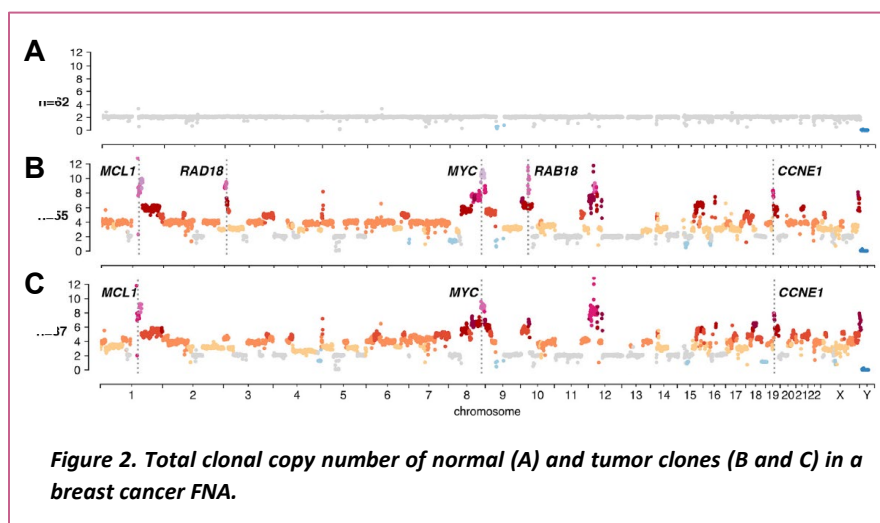 A
12
10
8
6
4
2
0
B
MCL1 RAD18 MYC RAB18 CCNE1
12
10
8
6
4
2
0
C
MCL1 MYC CCNE1
12
10
8
6
4
2
0
1 2 3 4 5 6 7 8 9 10 11 12 13 14 15 16 17 18 19 20 21 22 X Y
chromosome
Figure 2. Total clonal copy number of normal (A) and tumor clones (B and C) in a
breast cancer FNA.